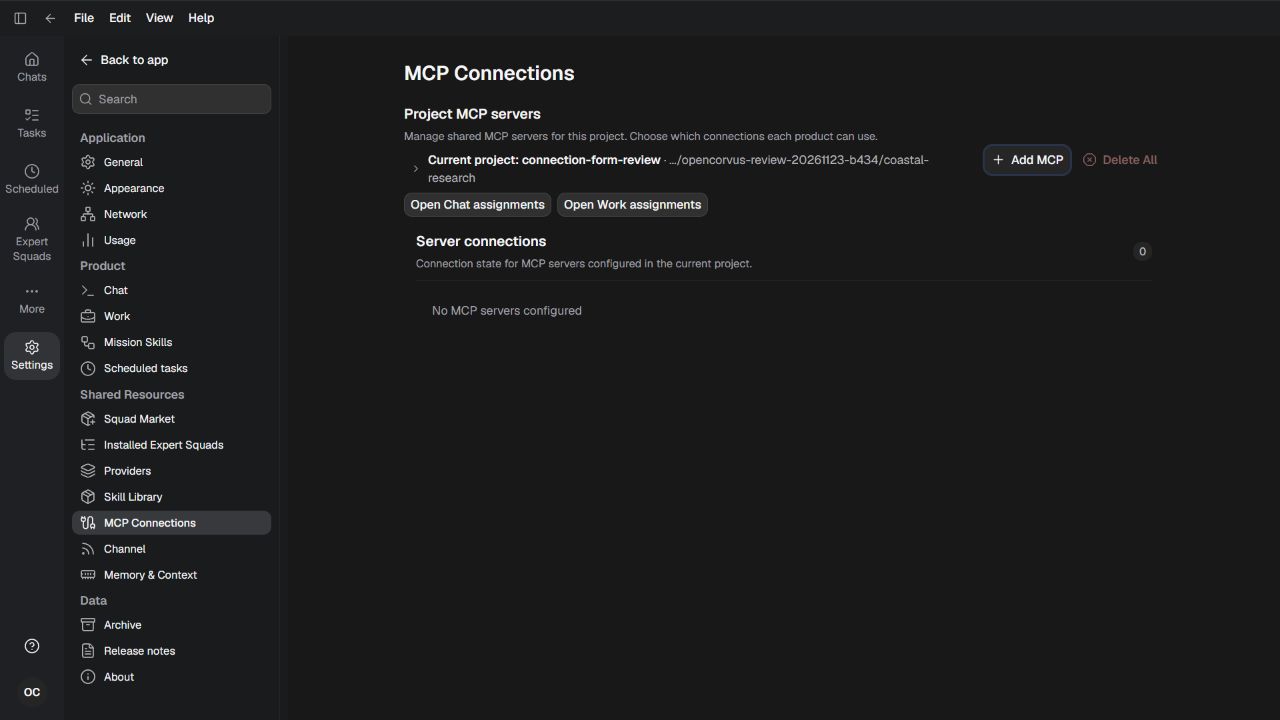 File Edit View Help
Chats
Tasks
Scheduled
Expert
Squads
More
Settings
OC
Back to app
Search
Application
General
Appearance
Network
Usage
Product
Chat
Work
Mission Skills
Scheduled tasks
Shared Resources
Squad Market
Installed Expert Squads
Providers
Skill Library
MCP Connections
Channel
Memory & Context
Data
Archive
Release notes
About
MCP Connections
Project MCP servers
Manage shared MCP servers for this project. Choose which connections each product can use.
Current project: connection-form-review · .../opencorvus-review-20261123-b434/coastal-
research
Add MCP
Delete All
Open Chat assignments
Open Work assignments
Server connections
0
Connection state for MCP servers configured in the current project.
No MCP servers configured